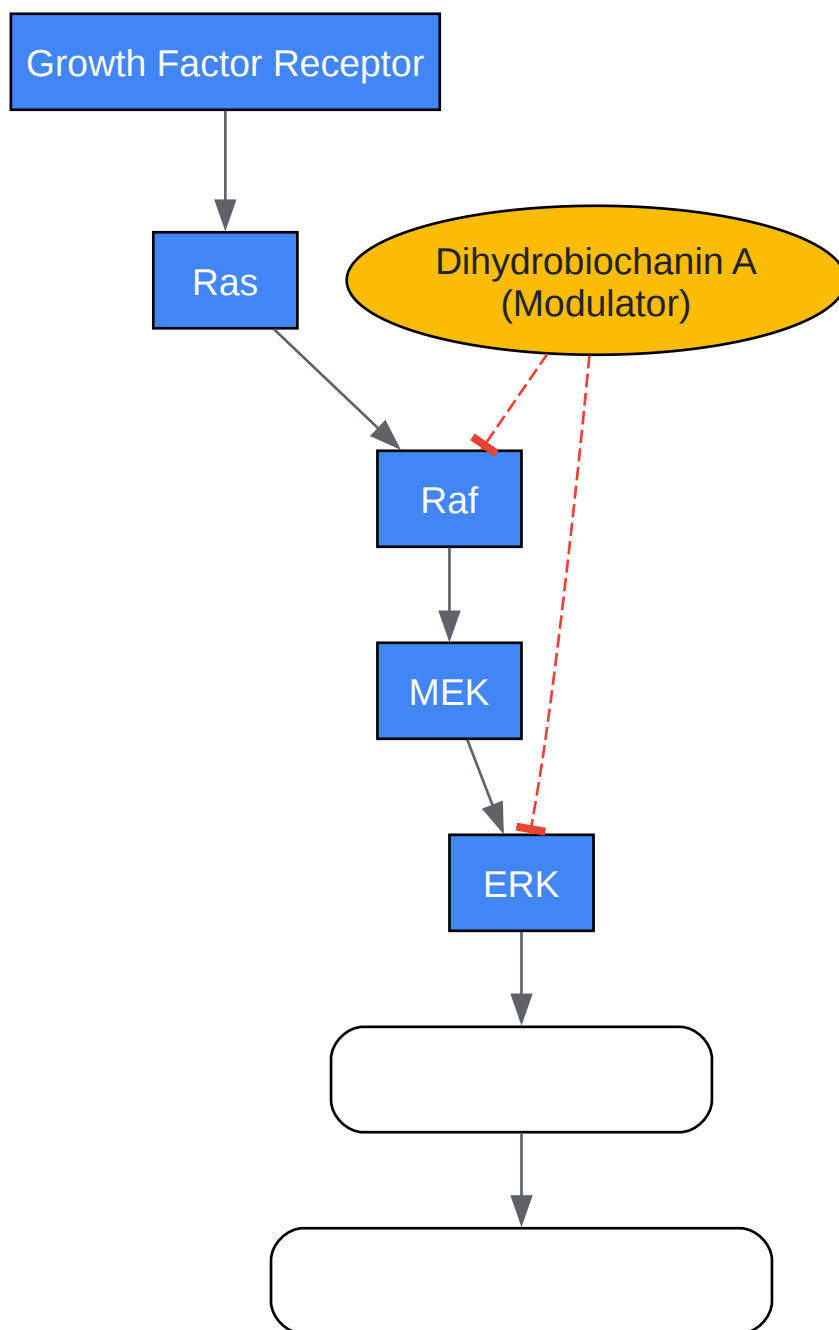 Growth Factor Receptor
Ras
Dihydrobiochanin A
(Modulator)
Raf
MEK
ERK